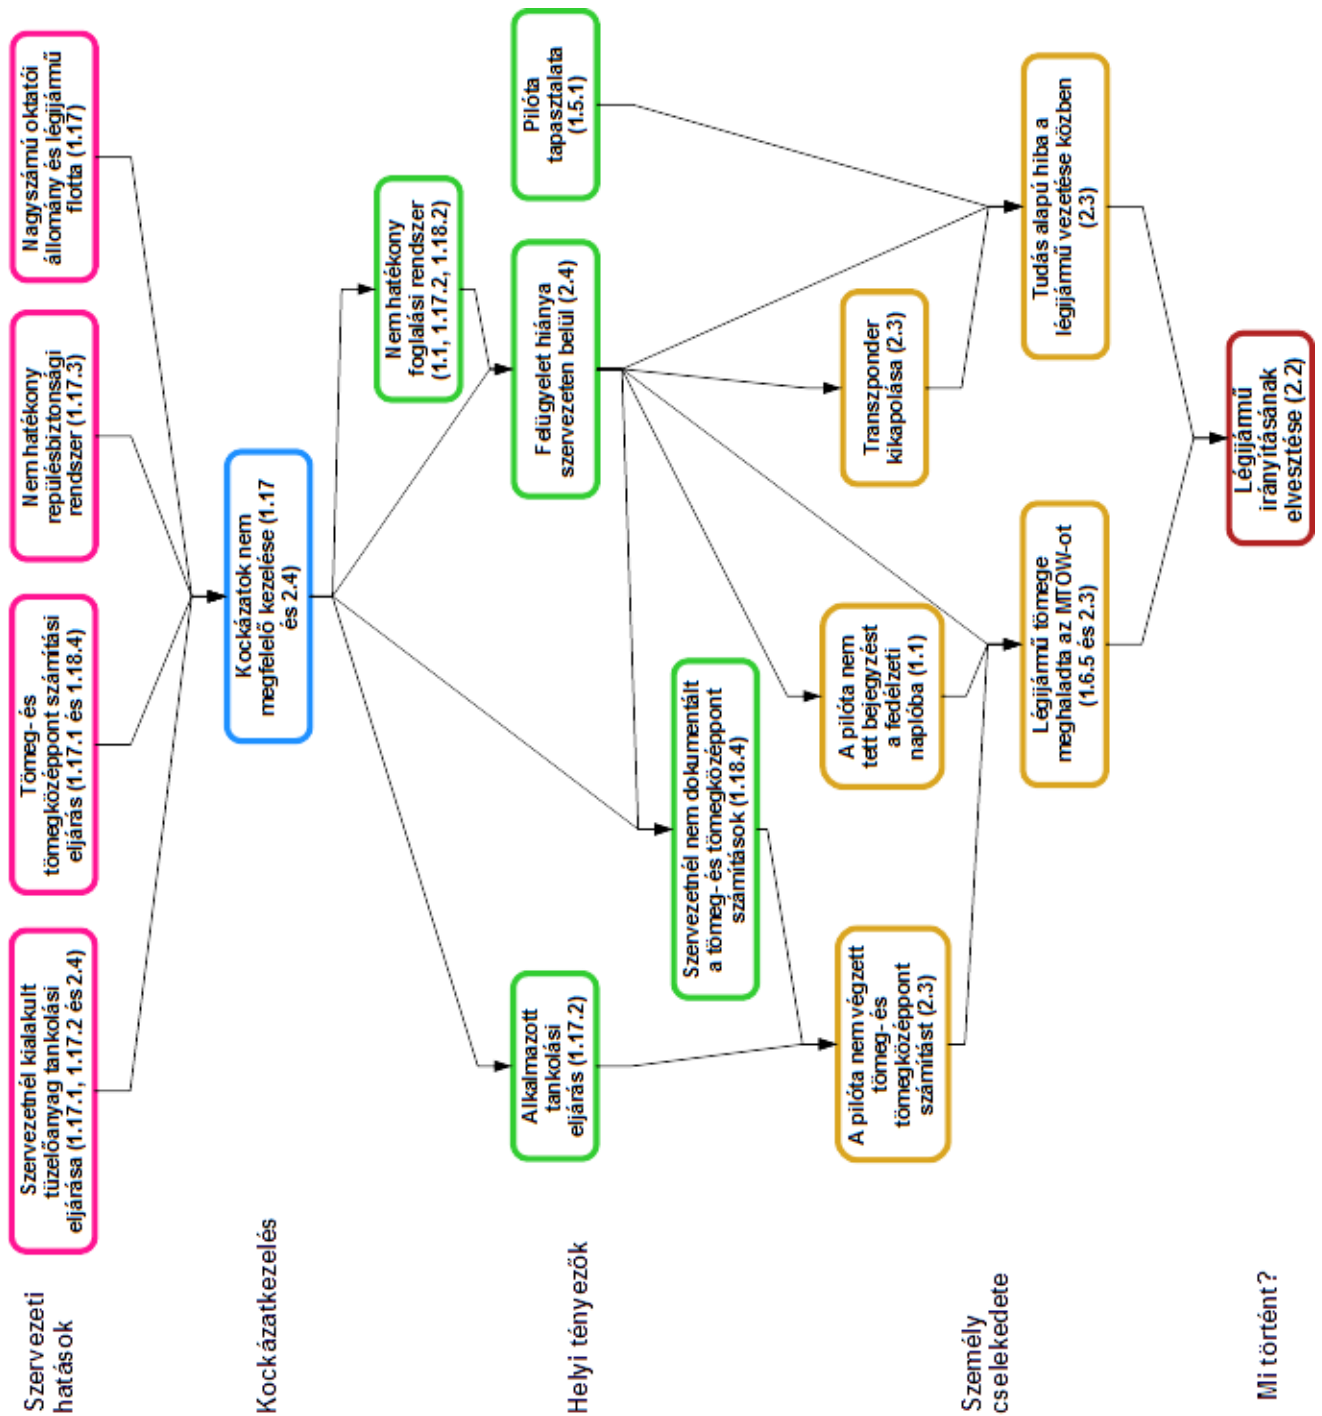 Szervezeti
hatások
Szervezetnél kialakult
tüzelőanyag tankolási
eljárása (1.17.1, 1.17.2 és 2.4)
Tömeg- és
tömegközéppont számítási
eljárás (1.17.1 és 1.18.4)
Nem hatékony
repülésbiztonsági
rendszer (1.17.3)
Nagyszámú oktatói
állomány és légijármű
flotta (1.17)
Kockázatkezelés
Kockázatok nem
megfelelő kezelése (1.17
és 2.4)
Nem hatékony
foglalási rendszer
(1.1, 1.17.2, 1.18.2)
Helyi tényezők
Alkalmazott
tankolási
eljárás (1.17.2)
Felügyelet hiánya
szervezeten belül (2.4)
Pilóta
tapasztalata
(1.5.1)
Szervezetnél nem dokumentált
a tömeg- és tömegközéppont
számítások (1.18.4)
Személy
cselekedete
A pilóta nem végzett
tömeg- és
tömegközéppont
számítást (2.3)
A pilóta nem
tett bejegyzést
a fedélzeti
naplóba (1.1)
Transzponder
kikapolása (2.3)
Légijármű tömege
meghaladta az MTOW-ot
(1.6.5 és 2.3)
Tudás alapú hiba a
légijármű vezetése közben
(2.3)
Mi történt?
Légijármű
irányításának
elvesztése (2.2)